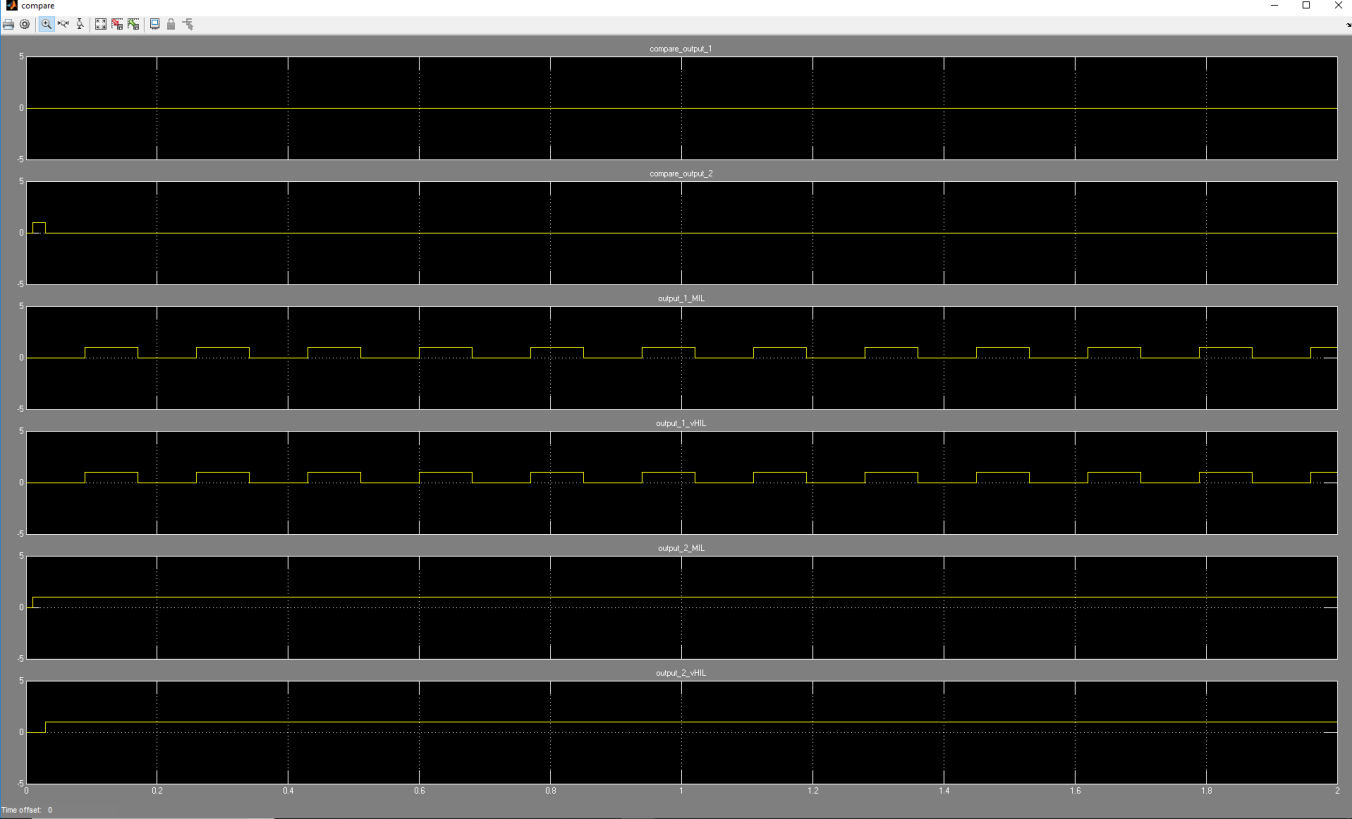 compare
compare_output_1
5
0
-5
compare_output_2
5
0
-5
output_1_MIL
5
0
-5
output_1_vHIL
5
0
-5
output_2_MIL
5
0
-5
output_2_vHIL
5
0
-5
0 0.2 0.4 0.6 0.8 1 1.2 1.4 1.6 1.8 2
Time offset: 0